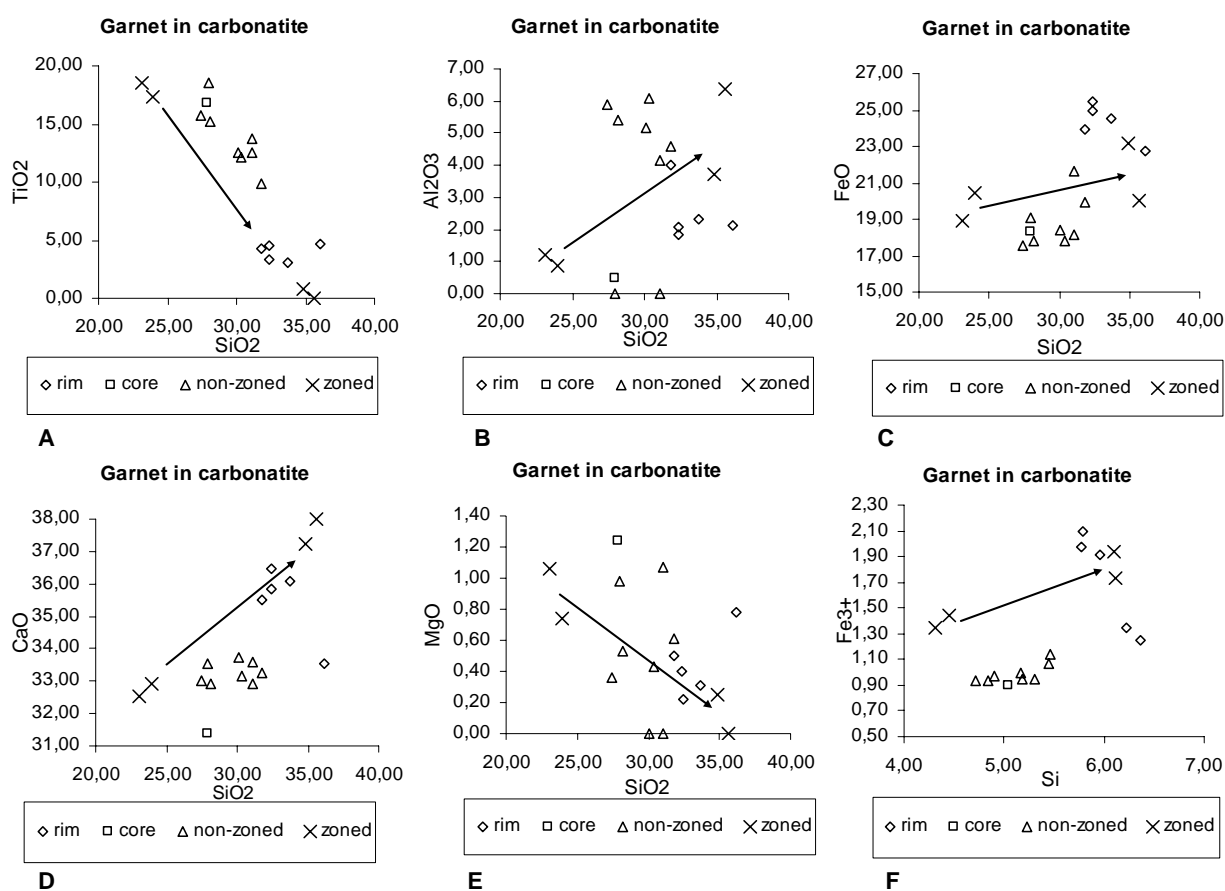 Garnet in carbonatite
20,00
15,00
10,00
5,00
0,00
TiO2
20,00 25,00 30,00 35,00 40,00
SiO2
rim core non-zoned zoned
A
Garnet in carbonatite
7,00
6,00
5,00
4,00
3,00
2,00
1,00
0,00
Al2O3
20,00 25,00 30,00 35,00 40,00
SiO2
rim core non-zoned zoned
B
Garnet in carbonatite
27,00
25,00
23,00
21,00
19,00
17,00
15,00
FeO
20,00 25,00 30,00 35,00 40,00
SiO2
rim core non-zoned zoned
C
Garnet in carbonatite
38,00
37,00
36,00
35,00
34,00
33,00
32,00
31,00
CaO
20,00 25,00 30,00 35,00 40,00
SiO2
rim core non-zoned zoned
D
Garnet in carbonatite
1,40
1,20
1,00
0,80
0,60
0,40
0,20
0,00
MgO
20,00 25,00 30,00 35,00 40,00
SiO2
rim core non-zoned zoned
E
Garnet in carbonatite
2,30
2,10
1,90
1,70
1,50
1,30
1,10
0,90
0,70
0,50
Fe3+
4,00 5,00 6,00 7,00
Si
rim core non-zoned zoned
F